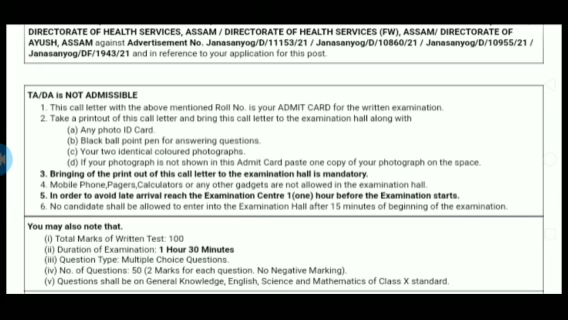 DIRECTORATE OF HEALTH SERVICES, ASSAM / DIRECTORATE OF HEALTH SERVICES (FW), ASSAM/ DIRECTORATE OF
AYUSH, ASSAM against Advertisement No. Janasanyog/D/11153/21 / Janasanyog/D/10860/21 / Janasanyog/D/10955/21 /
Janasanyog/DF/1943/21 and in reference to your application for this post.
TA/DA is NOT ADMISSIBLE
1. This call letter with the above mentioned Roll No. is your ADMIT CARD for the written examination.
2. Take a printout of this call letter and bring this call letter to the examination hall along with
(a) Any photo ID Card.
(b) Black ball point pen for answering questions.
(c) Your two identical coloured photographs.
(d) If your photograph is not shown in this Admit Card paste one copy of your photograph on the space.
3. Bringing of the print out of this call letter to the examination hall is mandatory.
4. Mobile Phone,Pagers,Calculators or any other gadgets are not allowed in the examination hall.
5. In order to avoid late arrival reach the Examination Centre 1(one) hour before the Examination starts.
6. No candidate shall be allowed to enter into the Examination Hall after 15 minutes of beginning of the examination.
You may also note that.
(i) Total Marks of Written Test: 100
(ii) Duration of Examination: 1 Hour 30 Minutes
(iii) Question Type: Multiple Choice Questions.
(iv) No. of Questions: 50 (2 Marks for each question. No Negative Marking).
(v) Questions shall be on General Knowledge, English, Science and Mathematics of Class X standard.